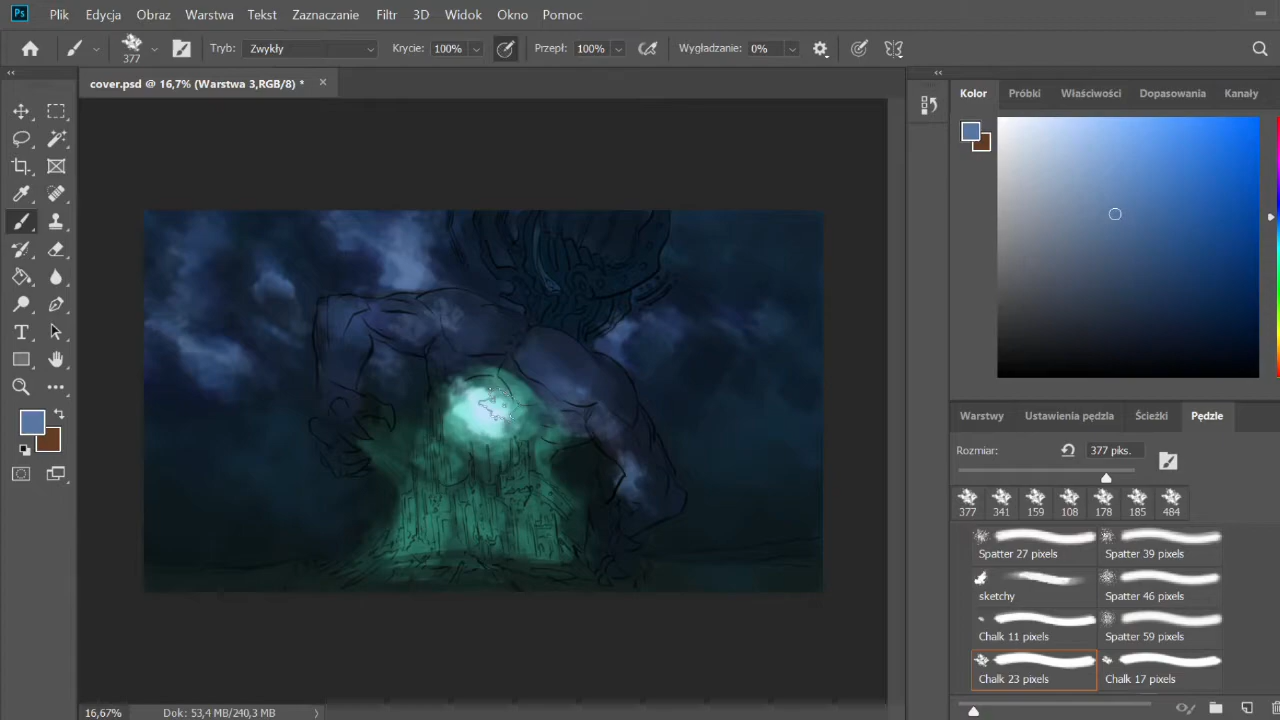 Ps Plik Edycja Obraz Warstwa Tekst Zaznaczanie Filtr 3D Widok Okno Pomoc
377 Tryb: Zwykły Krycie: 100% Przepł: 100% Wygładzanie: 0%
cover.psd @ 16,7% (Warstwa 3,RGB/8) *
Kolor Próbki Właściwości Dopasowania Kanały
Warstwy Ustawienia pędzla Ścieżki Pędzle
Rozmiar: 377 pks.
377 341 159 108 178 185 484
Spatter 27 pixels Spatter 39 pixels
sketchy Spatter 46 pixels
Chalk 11 pixels Spatter 59 pixels
Chalk 23 pixels Chalk 17 pixels
16,67% Dok: 53,4 MB/240,3 MB